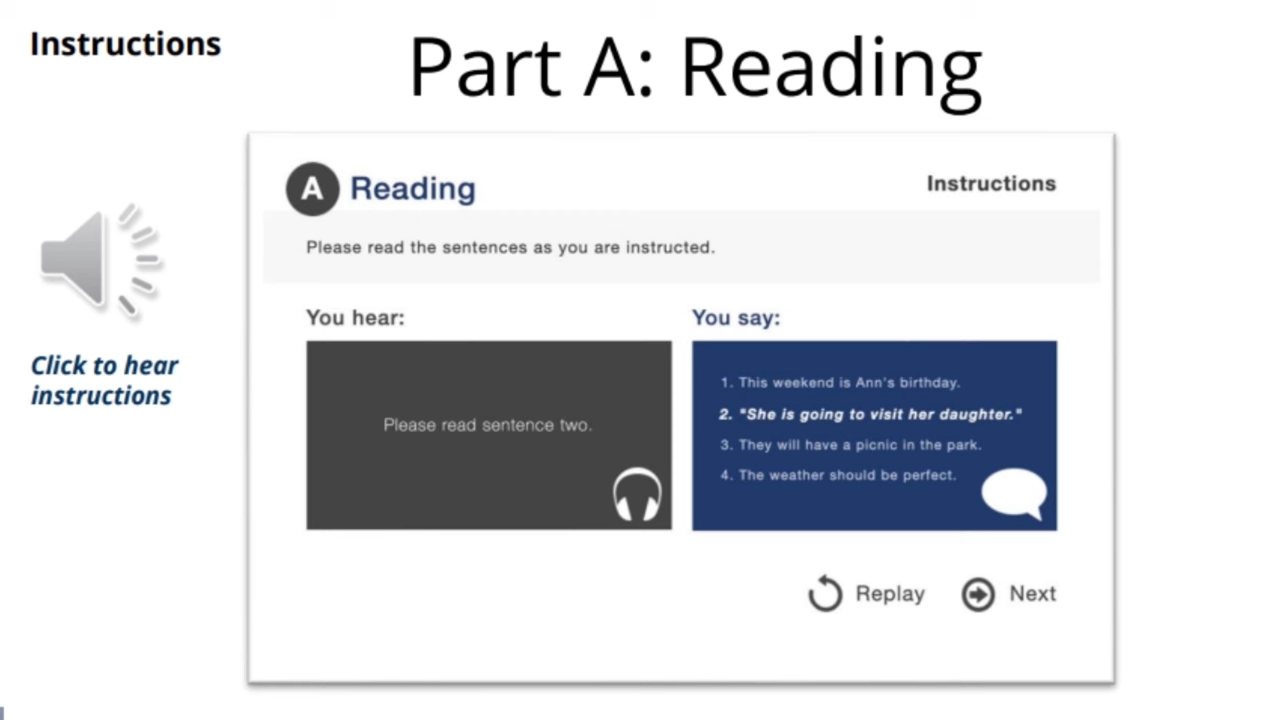 Instructions
Part A: Reading
A Reading
Instructions
Please read the sentences as you are instructed.
You hear:
Please read sentence two.
You say:
1. This weekend is Ann's birthday.
2. "She is going to visit her daughter."
3. They will have a picnic in the park.
4. The weather should be perfect.
Click to hear
instructions
Replay
Next